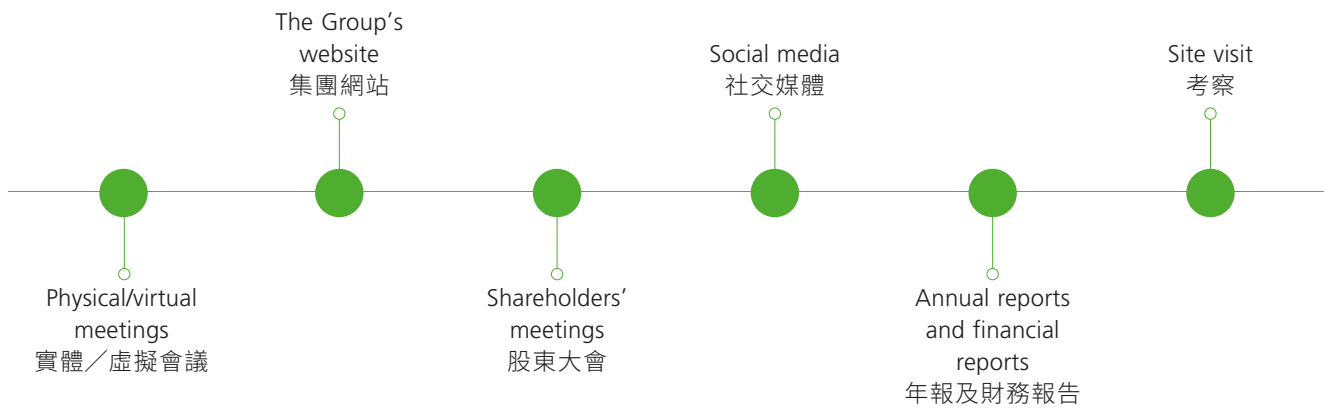 The Group's
website
集團網站
Social media
社交媒體
Site visit
考察
Physical/virtual
meetings
實體／虛擬會議
Shareholders'
meetings
股東大會
Annual reports
and financial
reports
年報及財務報告